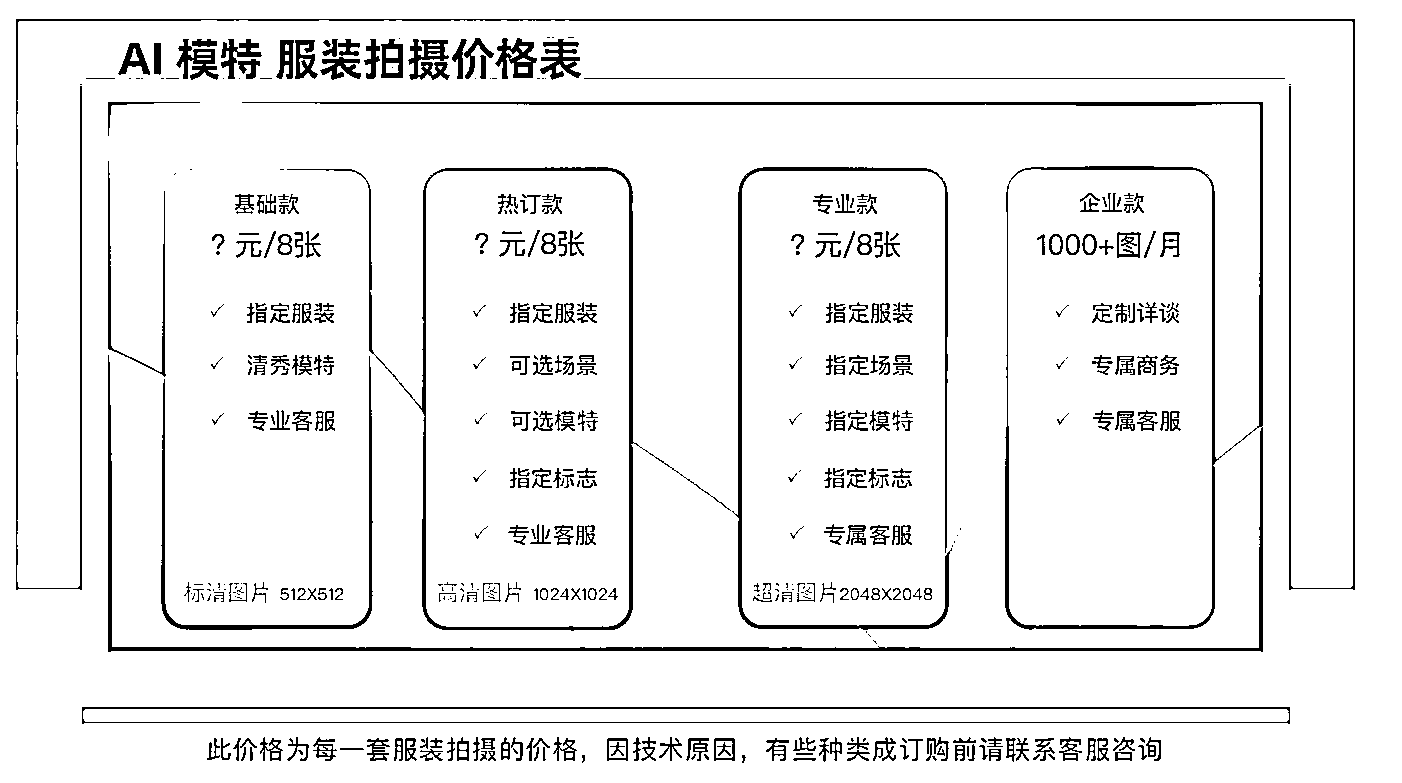 AI 模特 服装拍摄价格表
基础款
? 元/8张
✓ 指定服装
✓ 清秀模特
✓ 专业客服
标清图片 512X512
热订款
? 元/8张
✓ 指定服装
✓ 可选场景
✓ 可选模特
✓ 指定标志
✓ 专业客服
高清图片 1024X1024
专业款
? 元/8张
✓ 指定服装
✓ 指定场景
✓ 指定模特
✓ 指定标志
✓ 专属客服
超清图片2048X2048
企业款
1000+图/月
✓ 定制详谈
✓ 专属商务
✓ 专属客服
此价格为每一套服装拍摄的价格，因技术原因，有些种类成订购前请联系客服咨询